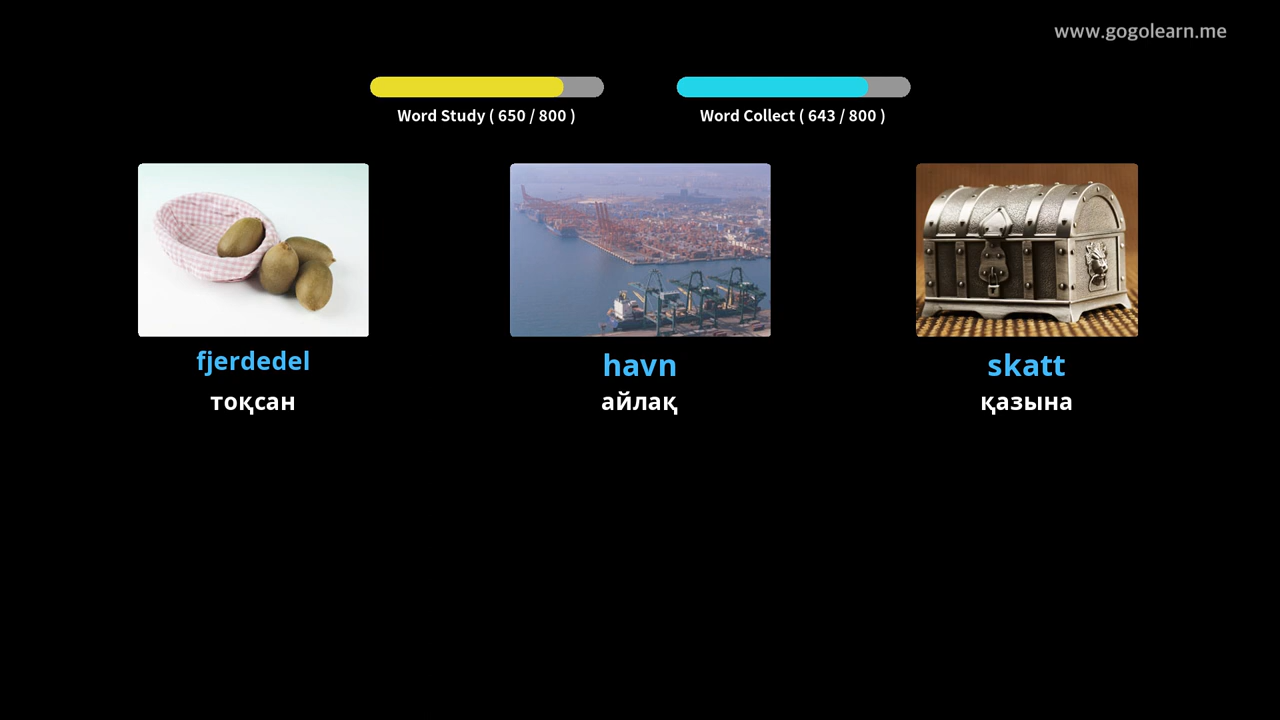 www.gogolearn.me
Word Study ( 650 / 800 )
Word Collect ( 643 / 800 )
fjerdedel
тоқсан
havn
айлақ
skatt
қазына